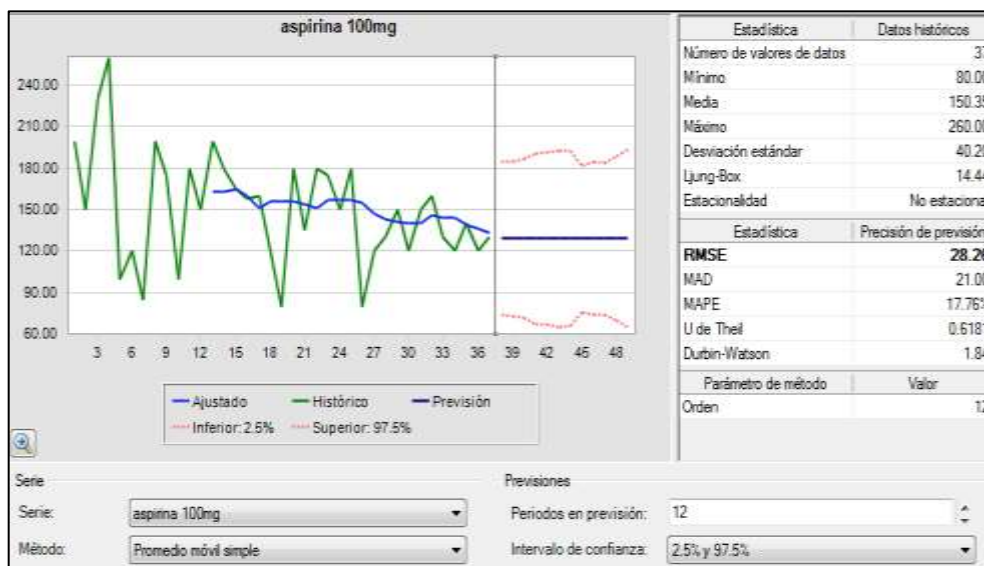 aspirina 100mg
240.00
210.00
180.00
150.00
120.00
90.00
60.00
3 6 9 12 15 18 21 24 27 30 33 36 39 42 45 48
Ajustado Histórico Previsión
Inferior: 2.5% Superior: 97.5%
Estadística Datos históricos
Número de valores de datos 37
Mínimo 80.00
Media 150.35
Máximo 260.00
Desviación estándar 40.20
Ljung-Box 14.44
Estacionalidad No estacional
Estadística Precisión de previsión
RMSE 28.26
MAD 21.00
MAPE 17.76%
U de Theil 0.6181
Durbin-Watson 1.84
Parámetro de método Valor
Orden 12
Serie Previsiones
Serie: aspirina 100mg Periodos en previsión: 12
Método: Promedio móvil simple Intervalo de confianza: 2.5% y 97.5%